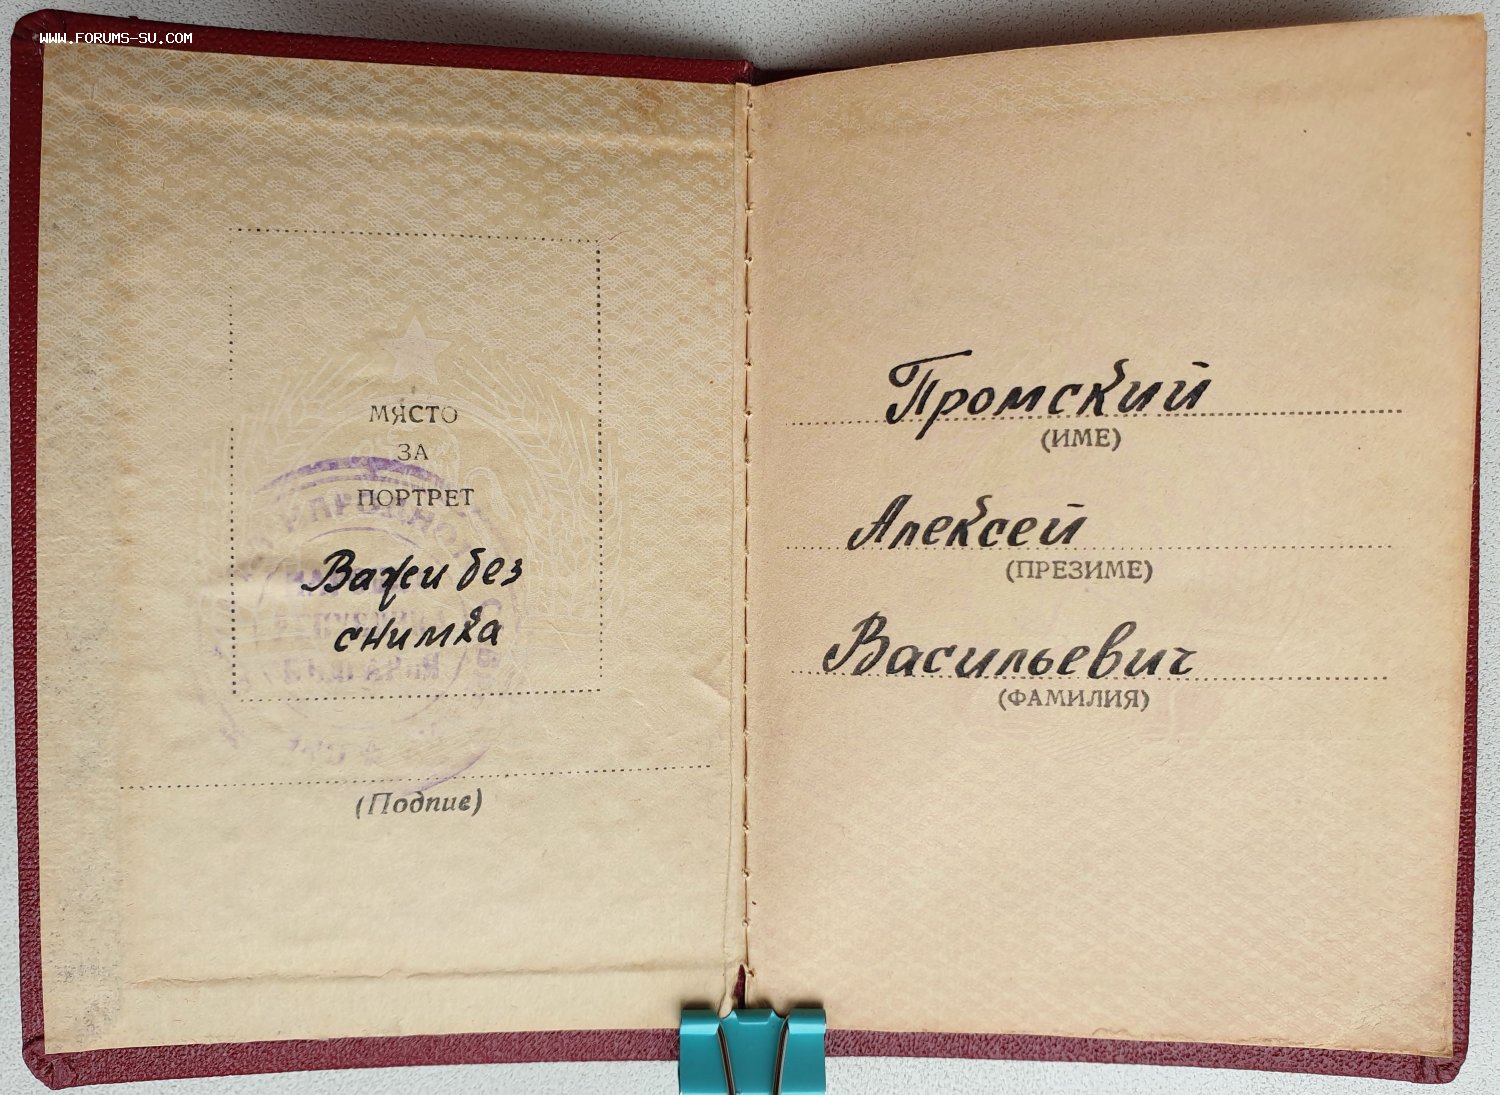 WWW.FORUMS-SU.COM
МЯСТО
ЗА
ПОРТРЕТ
Важи без
снимка
(Подпис)
Промский
(ИМЕ)
Алексей
(ПРЕЗИМЕ)
Васильевич
(ФАМИЛИЯ)